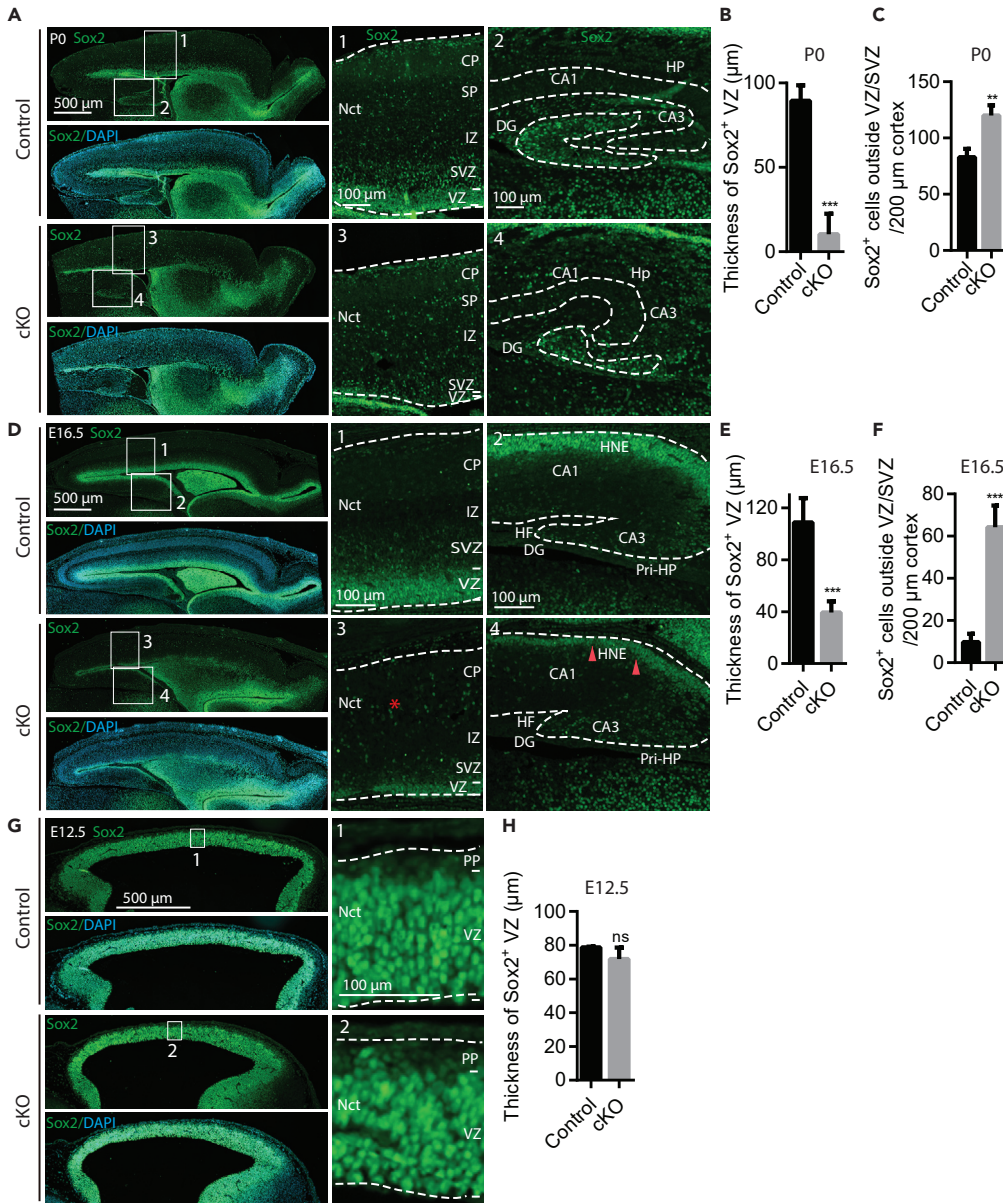 A
P0 Sox2
1
2
500 µm
Sox2/DAPI
Control
Sox2
3
4
Sox2/DAPI
cKO
1
Sox2
CP
SP
Nct
IZ
SVZ
100 µm
VZ
2
Sox2
HP
CA1
CA3
DG
100 µm
3
CP
SP
Nct
IZ
SVZ
VZ
4
CA1
Hp
CA3
DG
B
P0
Thickness of Sox2⁺ VZ (µm)
100
50
0
***
Control
cKO
C
P0
Sox2⁺ cells outside VZ/SVZ
/200 µm cortex
150
100
50
0
**
Control
cKO
D
E16.5 Sox2
1
2
500 µm
Sox2/DAPI
Control
Sox2
3
4
Sox2/DAPI
cKO
1
CP
Nct
IZ
SVZ
VZ
100 µm
2
HNE
CA1
HF
DG
CA3
Pri-HP
100 µm
3
CP
Nct
*
IZ
SVZ
VZ
4
HNE
CA1
HF
DG
CA3
Pri-HP
E
E16.5
Thickness of Sox2⁺ VZ (µm)
120
80
40
0
***
Control
cKO
F
E16.5
Sox2⁺ cells outside VZ/SVZ
/200 µm cortex
80
60
40
20
0
***
Control
cKO
G
E12.5 Sox2
1
500 µm
Sox2/DAPI
Control
Sox2
2
Sox2/DAPI
cKO
1
PP
Nct
VZ
100 µm
2
PP
Nct
VZ
H
E12.5
Thickness of Sox2⁺ VZ (µm)
100
80
60
40
20
0
ns
Control
cKO